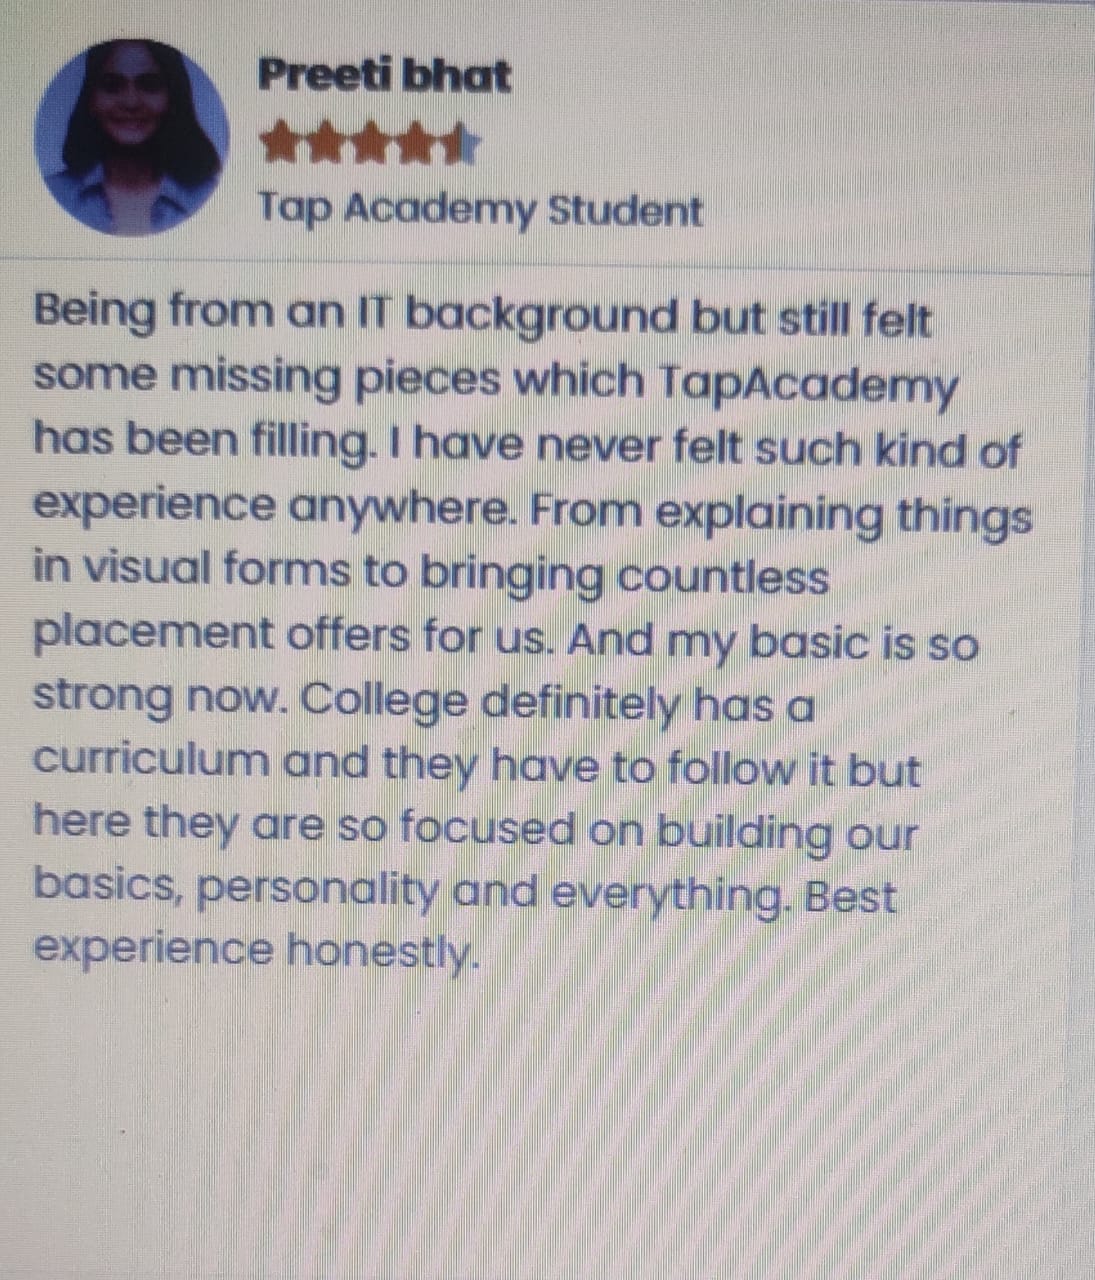 Preeti bhat
Tap Academy Student
Being from an IT background but still felt
some missing pieces which TapAcademy
has been filling. I have never felt such kind of
experience anywhere. From explaining things
in visual forms to bringing countless
placement offers for us. And my basic is so
strong now. College definitely has a
curriculum and they have to follow it but
here they are so focused on building our
basics, personality and everything. Best
experience honestly.